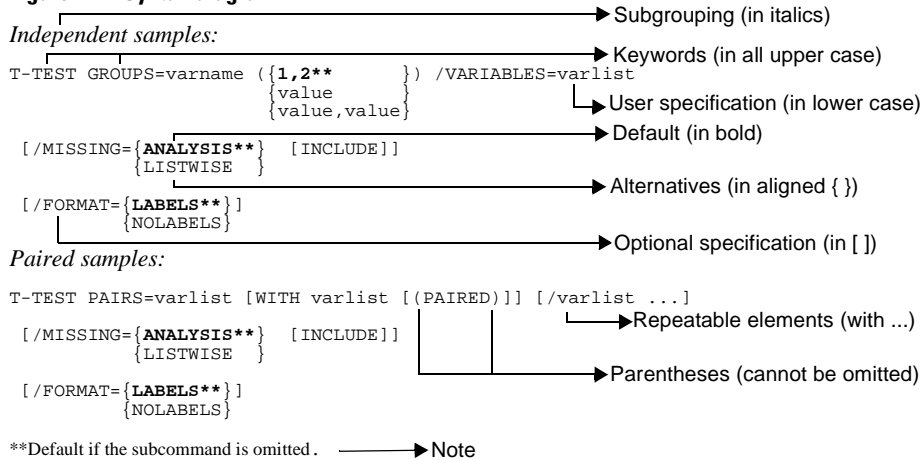 Subgrouping (in italics)
Independent samples:
Keywords (in all upper case)
T-TEST GROUPS=varname ({1,2** }) /VARIABLES=varlist
{value }
{value,value}
User specification (in lower case)
Default (in bold)
[/MISSING={ANALYSIS**} [INCLUDE]]
{LISTWISE }
Alternatives (in aligned { })
[/FORMAT={LABELS**}]
{NOLABELS}
Optional specification (in [ ])
Paired samples:
T-TEST PAIRS=varlist [WITH varlist [(PAIRED)]] [/varlist ...]
Repeatable elements (with ...)
[/MISSING={ANALYSIS**} [INCLUDE]]
{LISTWISE }
Parentheses (cannot be omitted)
[/FORMAT={LABELS**}]
{NOLABELS}
**Default if the subcommand is omitted.
Note